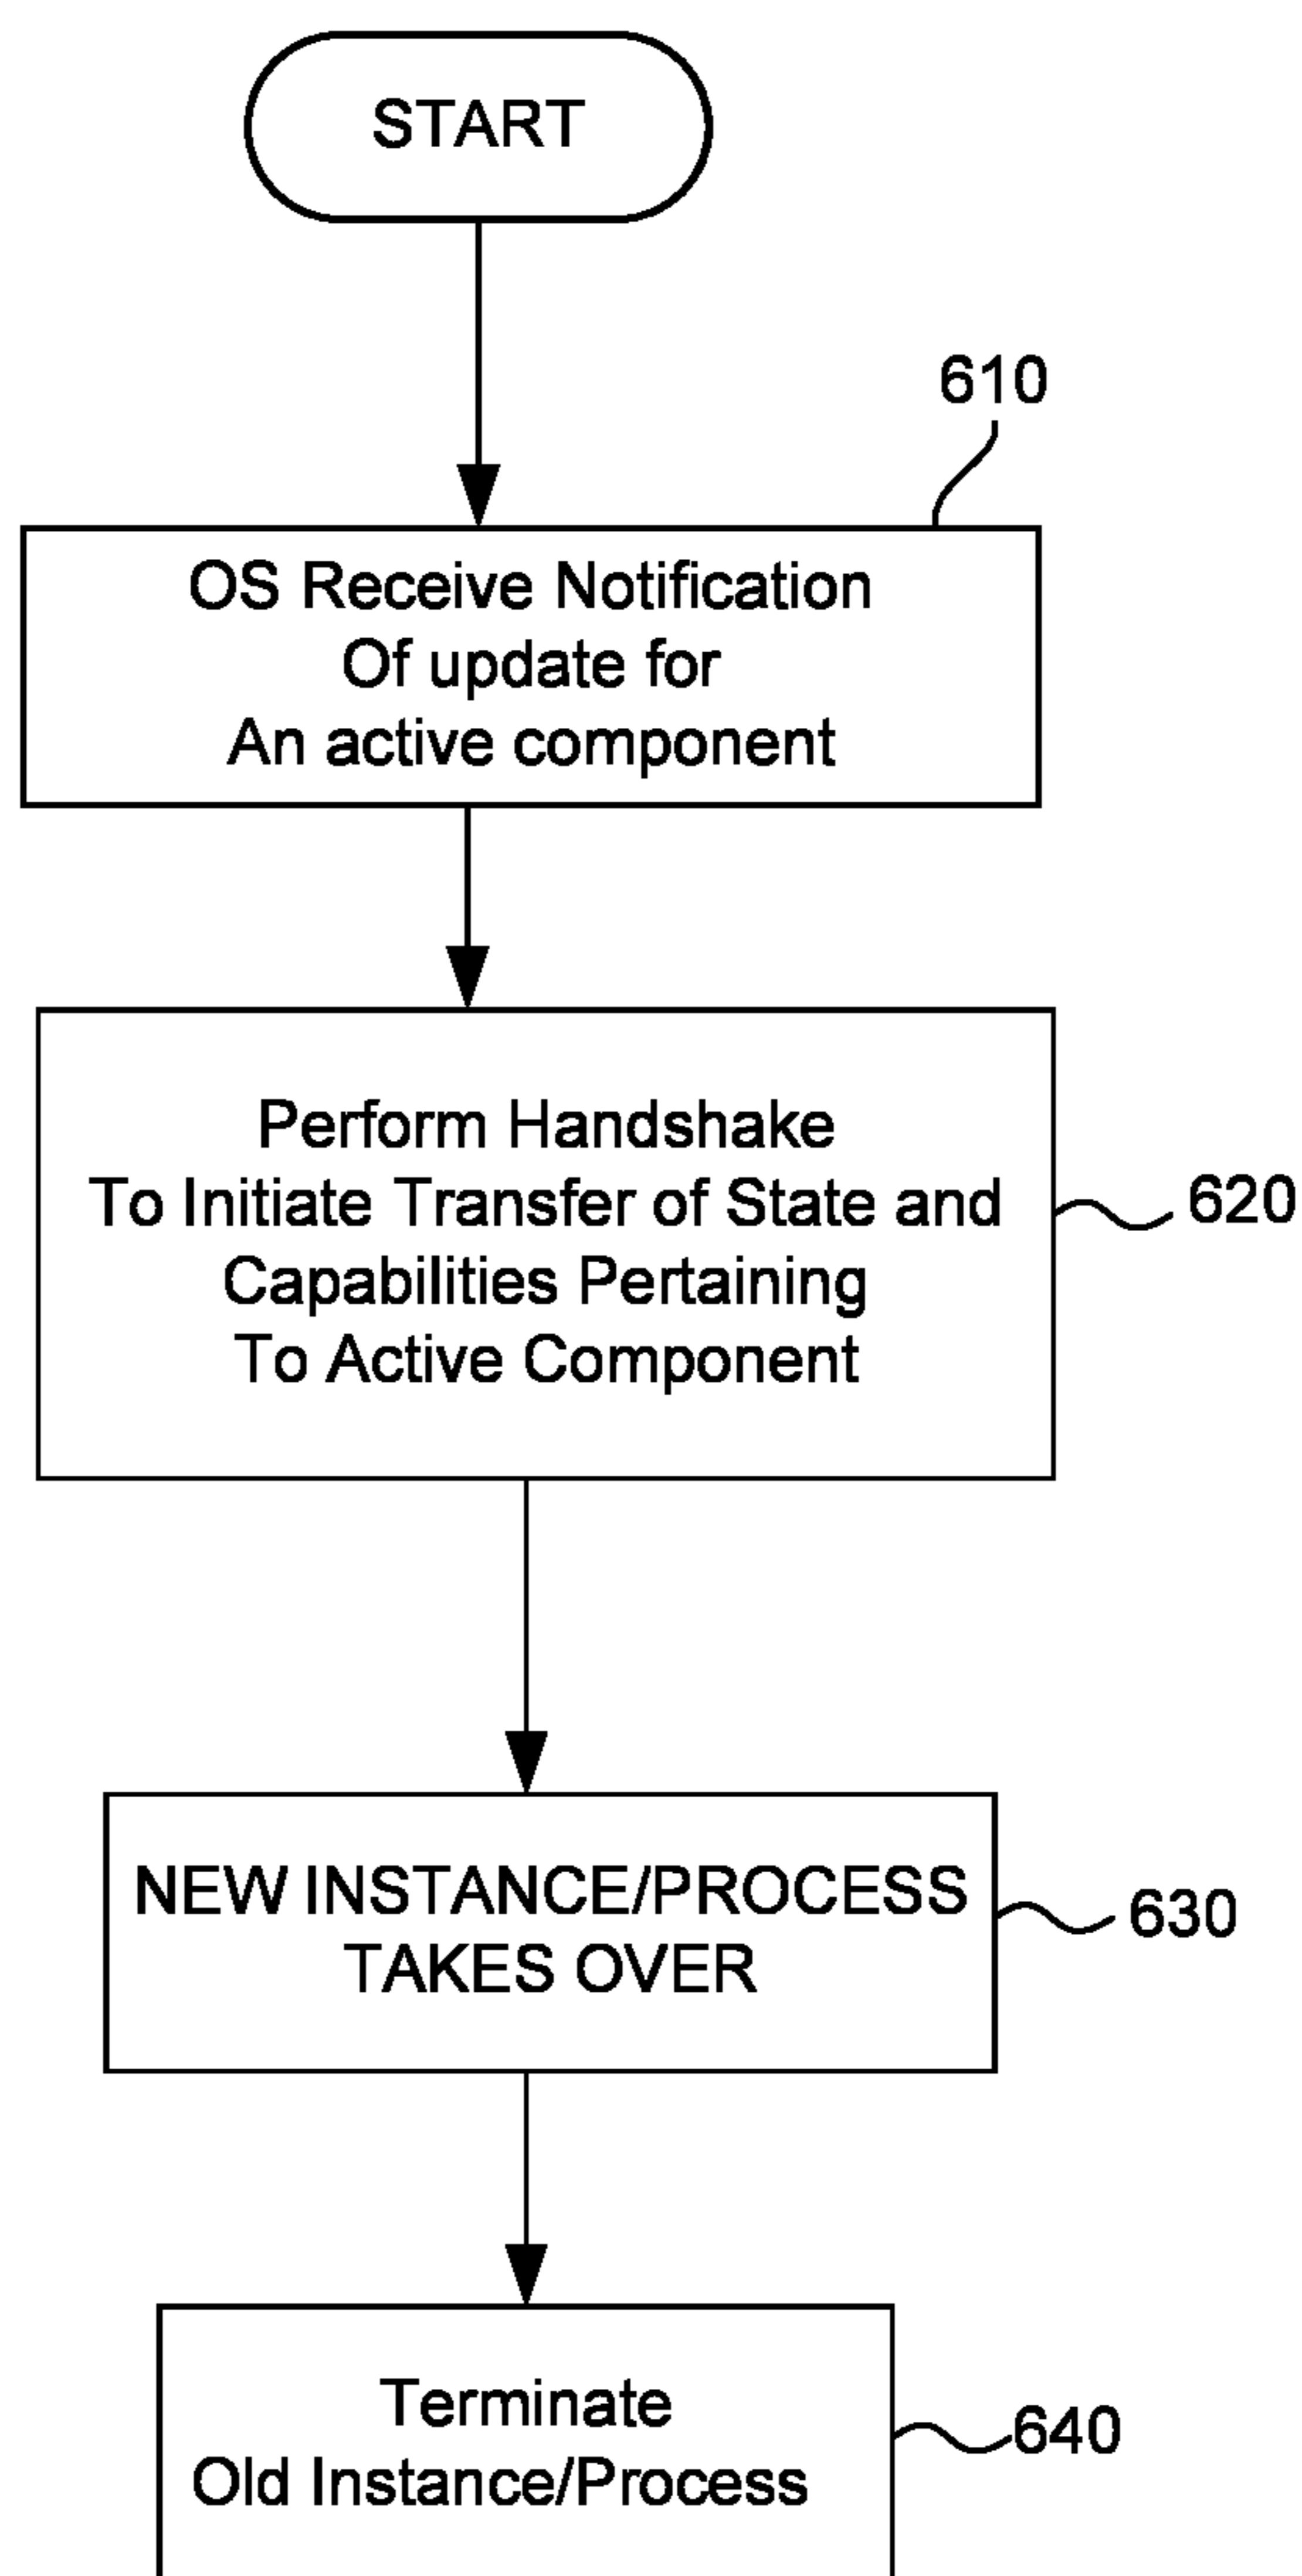 START
610
OS Receive Notification
Of update for
An active component
Perform Handshake
To Initiate Transfer of State and
Capabilities Pertaining
To Active Component
620
NEW INSTANCE/PROCESS
TAKES OVER
630
Terminate
Old Instance/Process
640